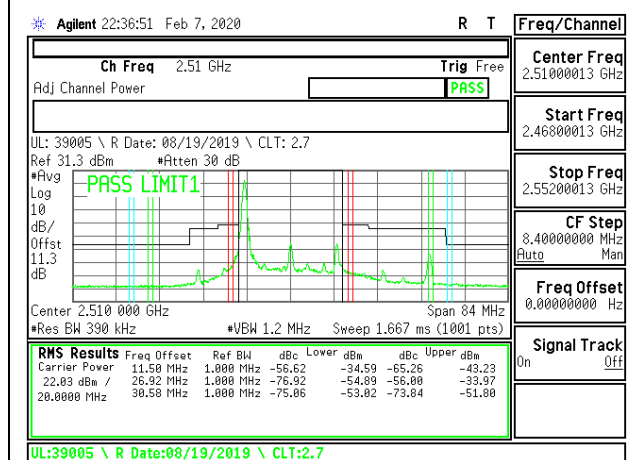 Agilent 22:36:51 Feb 7, 2020 R T
Ch Freq 2.51 GHz Trig Free
Adj Channel Power PASS
UL: 39005 \ R Date: 08/19/2019 \ CLT: 2.7
Ref 31.3 dBm #Atten 30 dB
#Avg
Log
10
dB/
Offst
11.3
dB
PASS LIMIT1
Center 2.510 000 GHz Span 84 MHz
#Res BW 390 kHz #VBW 1.2 MHz Sweep 1.667 ms (1001 pts)
RMS Results Freq Offset Ref BW dBc Lower dBm dBc Upper dBm
Carrier Power 11.50 MHz 1.000 MHz -56.62 -34.59 -65.26 -43.23
22.03 dBm / 26.92 MHz 1.000 MHz -76.92 -54.89 -56.00 -33.97
20.0000 MHz 30.58 MHz 1.000 MHz -75.06 -53.02 -73.84 -51.80
UL:39005 \ R Date:08/19/2019 \ CLT:2.7
Freq/Channel
Center Freq
2.51000013 GHz
Start Freq
2.46800013 GHz
Stop Freq
2.55200013 GHz
CF Step
8.40000000 MHz
Auto Man
Freq Offset
0.00000000 Hz
Signal Track
On Off